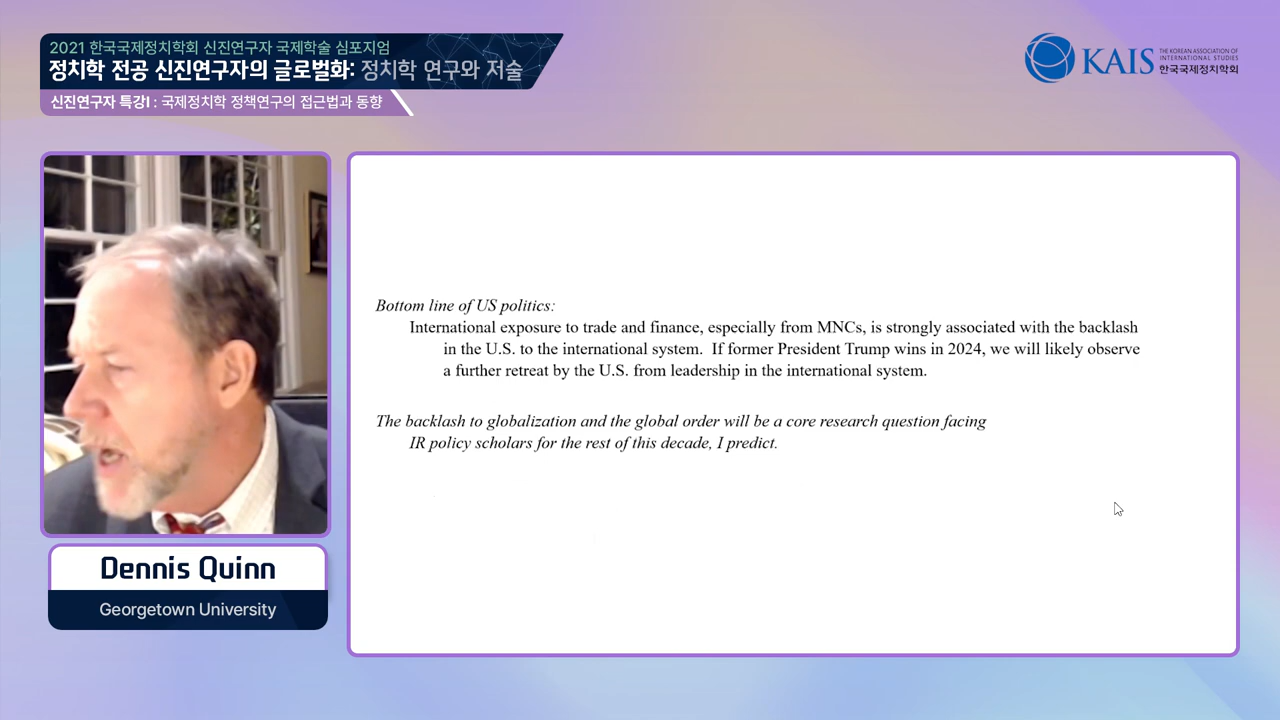 2021 한국국제정치학회 신진연구자 국제학술 심포지엄
정치학 전공 신진연구자의 글로벌화: 정치학 연구와 저술
신진연구자 특강I : 국제정치학 정책연구의 접근법과 동향
KAIS
THE KOREAN ASSOCIATION OF
INTERNATIONAL STUDIES
한국국제정치학회
Bottom line of US politics:
International exposure to trade and finance, especially from MNCs, is strongly associated with the backlash
in the U.S. to the international system.  If former President Trump wins in 2024, we will likely observe
a further retreat by the U.S. from leadership in the international system.
The backlash to globalization and the global order will be a core research question facing
IR policy scholars for the rest of this decade, I predict.
Dennis Quinn
Georgetown University